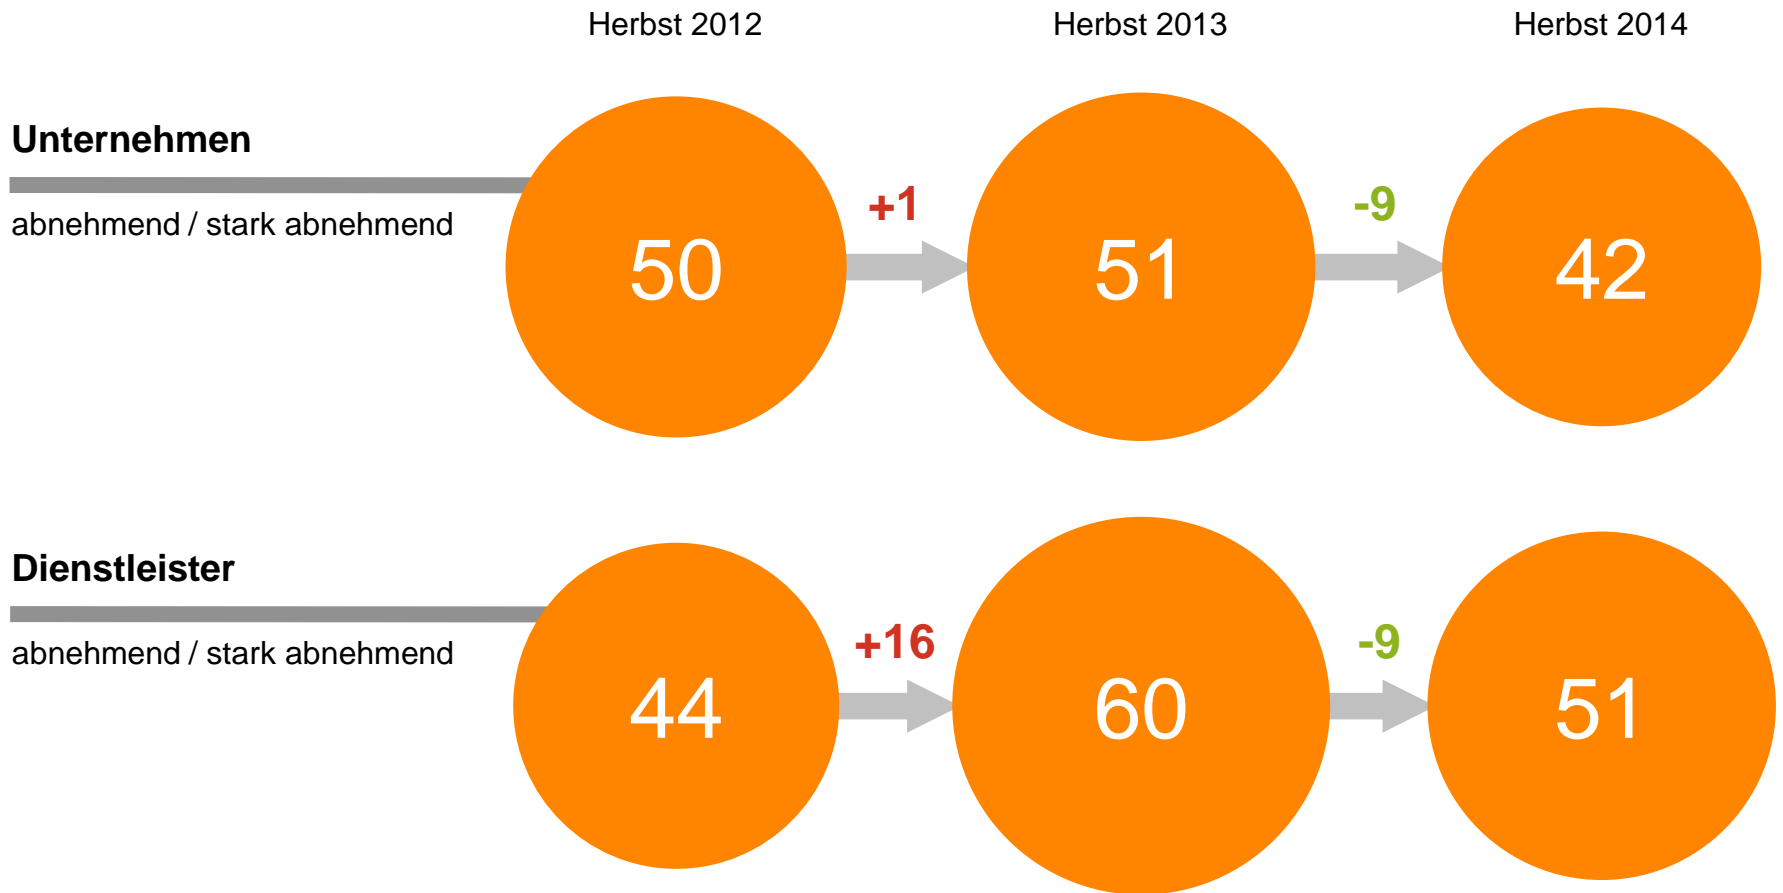 Herbst 2012 Herbst 2013 Herbst 2014
Unternehmen
abnehmend / stark abnehmend
+1 -9
50 51 42
Dienstleister
abnehmend / stark abnehmend
+16 -9
44 60 51